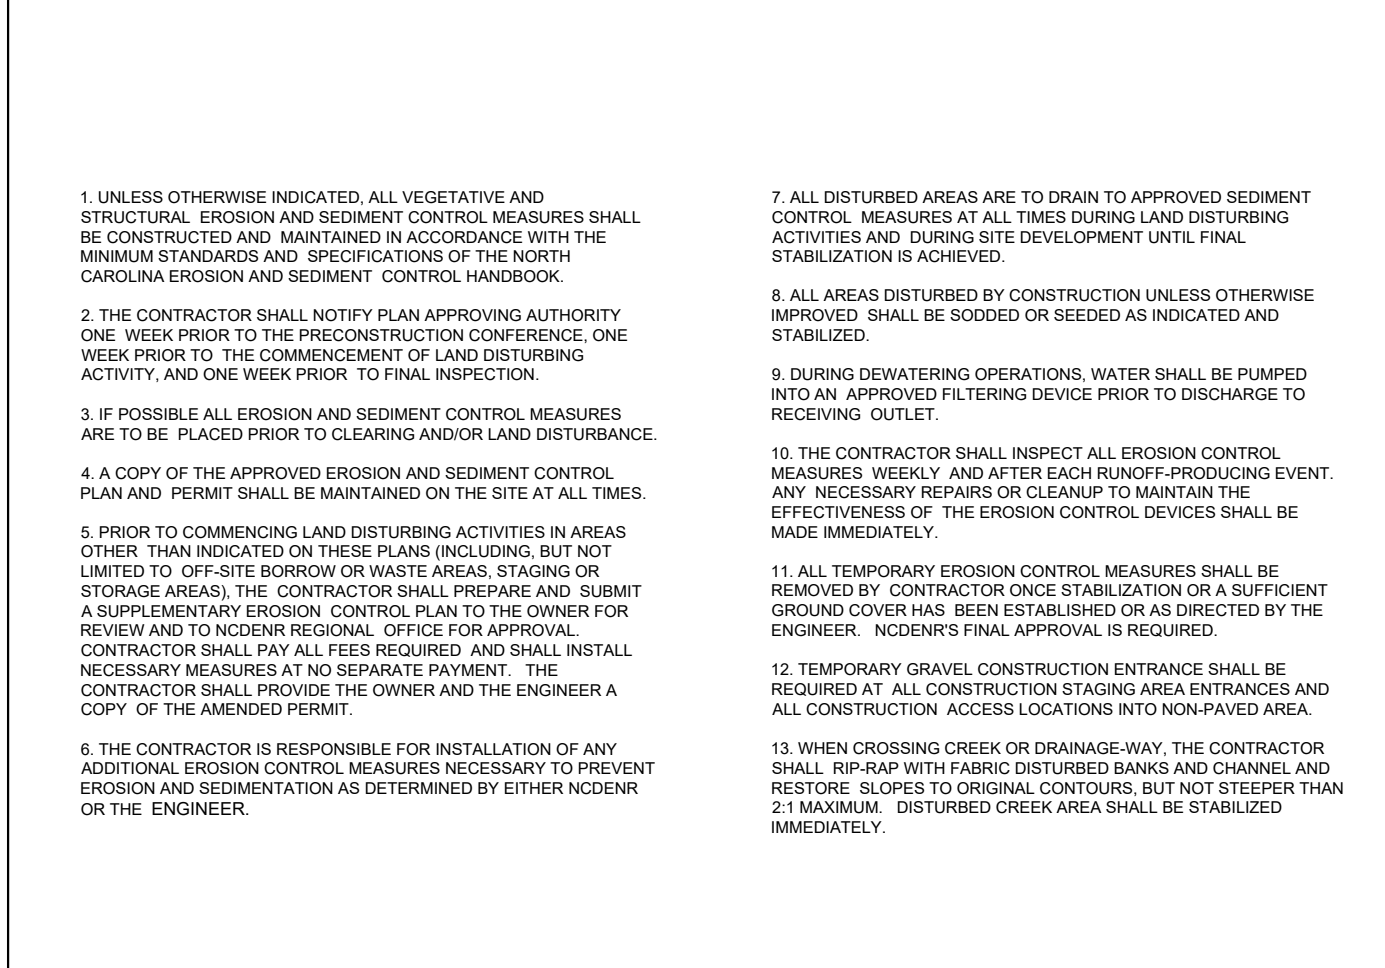 1. UNLESS OTHERWISE INDICATED, ALL VEGETATIVE AND
STRUCTURAL  EROSION AND SEDIMENT CONTROL MEASURES SHALL
BE CONSTRUCTED AND  MAINTAINED IN ACCORDANCE WITH THE
MINIMUM STANDARDS AND  SPECIFICATIONS OF THE NORTH
CAROLINA EROSION AND SEDIMENT  CONTROL HANDBOOK.
2. THE CONTRACTOR SHALL NOTIFY PLAN APPROVING AUTHORITY
ONE  WEEK PRIOR TO THE PRECONSTRUCTION CONFERENCE, ONE
WEEK PRIOR TO  THE COMMENCEMENT OF LAND DISTURBING
ACTIVITY, AND ONE WEEK PRIOR  TO FINAL INSPECTION.
3. IF POSSIBLE ALL EROSION AND SEDIMENT CONTROL MEASURES
ARE TO BE  PLACED PRIOR TO CLEARING AND/OR LAND DISTURBANCE.
4. A COPY OF THE APPROVED EROSION AND SEDIMENT CONTROL
PLAN AND  PERMIT SHALL BE MAINTAINED ON THE SITE AT ALL TIMES.
5. PRIOR TO COMMENCING LAND DISTURBING ACTIVITIES IN AREAS
OTHER  THAN INDICATED ON THESE PLANS (INCLUDING, BUT NOT
LIMITED TO  OFF-SITE BORROW OR WASTE AREAS, STAGING OR
STORAGE AREAS), THE  CONTRACTOR SHALL PREPARE AND  SUBMIT
A SUPPLEMENTARY EROSION  CONTROL PLAN TO THE OWNER FOR
REVIEW AND TO NCDENR REGIONAL  OFFICE FOR APPROVAL.
CONTRACTOR SHALL PAY ALL FEES REQUIRED  AND SHALL INSTALL
NECESSARY MEASURES AT NO SEPARATE PAYMENT.   THE
CONTRACTOR SHALL PROVIDE THE OWNER AND THE ENGINEER A
COPY  OF THE AMENDED PERMIT.
6. THE CONTRACTOR IS RESPONSIBLE FOR INSTALLATION OF ANY
ADDITIONAL EROSION CONTROL MEASURES NECESSARY TO PREVENT
EROSION AND SEDIMENTATION AS DETERMINED BY EITHER NCDENR
OR THE  ENGINEER.
7. ALL DISTURBED AREAS ARE TO DRAIN TO APPROVED SEDIMENT
CONTROL  MEASURES AT ALL TIMES DURING LAND DISTURBING
ACTIVITIES AND  DURING SITE DEVELOPMENT UNTIL FINAL
STABILIZATION IS ACHIEVED.
8. ALL AREAS DISTURBED BY CONSTRUCTION UNLESS OTHERWISE
IMPROVED  SHALL BE SODDED OR SEEDED AS INDICATED AND
STABILIZED.
9. DURING DEWATERING OPERATIONS, WATER SHALL BE PUMPED
INTO AN  APPROVED FILTERING DEVICE PRIOR TO DISCHARGE TO
RECEIVING  OUTLET.
10. THE CONTRACTOR SHALL INSPECT ALL EROSION CONTROL
MEASURES  WEEKLY  AND AFTER EACH RUNOFF-PRODUCING EVENT.
ANY  NECESSARY REPAIRS OR CLEANUP TO MAINTAIN THE
EFFECTIVENESS OF  THE EROSION CONTROL DEVICES SHALL BE
MADE IMMEDIATELY.
11. ALL TEMPORARY EROSION CONTROL MEASURES SHALL BE
REMOVED BY  CONTRACTOR ONCE STABILIZATION OR A SUFFICIENT
GROUND COVER HAS  BEEN ESTABLISHED OR AS DIRECTED BY THE
ENGINEER.   NCDENR'S FINAL APPROVAL IS REQUIRED.
12. TEMPORARY GRAVEL CONSTRUCTION ENTRANCE SHALL BE
REQUIRED AT  ALL CONSTRUCTION STAGING AREA ENTRANCES AND
ALL CONSTRUCTION  ACCESS LOCATIONS INTO NON-PAVED AREA.
13. WHEN CROSSING CREEK OR DRAINAGE-WAY, THE CONTRACTOR
SHALL  RIP-RAP WITH FABRIC DISTURBED BANKS AND CHANNEL AND
RESTORE  SLOPES TO ORIGINAL CONTOURS, BUT NOT STEEPER THAN
2:1 MAXIMUM.   DISTURBED CREEK AREA SHALL BE STABILIZED
IMMEDIATELY.